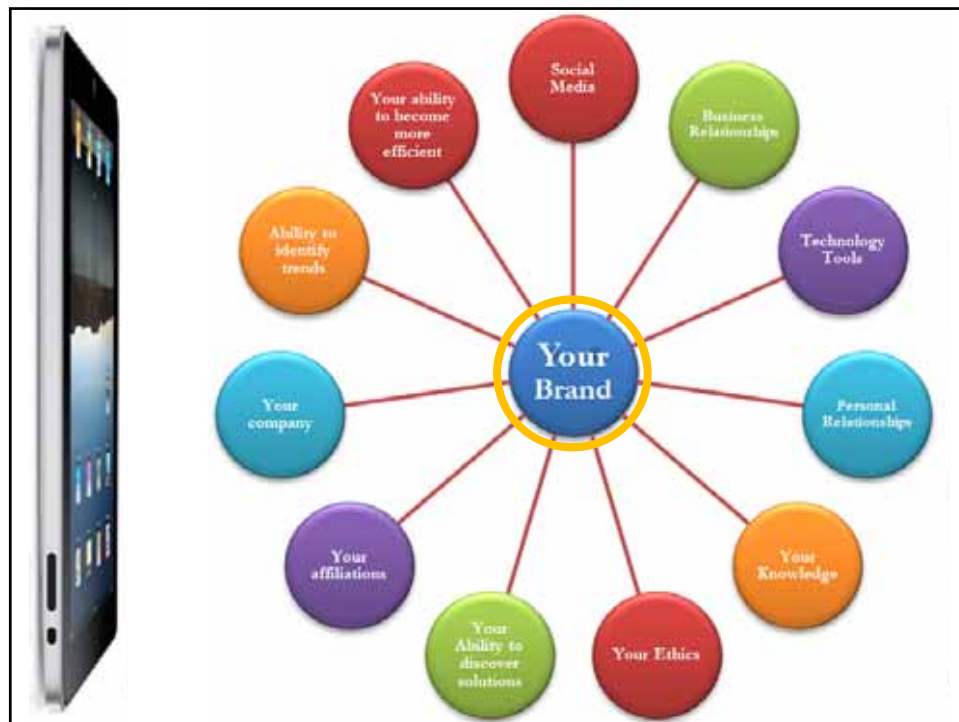 Social
Media
Business
Relationships
Technology
Tools
Personal
Relationships
Your
Knowledge
Your Ethics
Your
Ability to
discover
solutions
Your
affiliations
Your
company
Ability to
identify
trends
Your ability
to become
more
efficient
Your
Brand